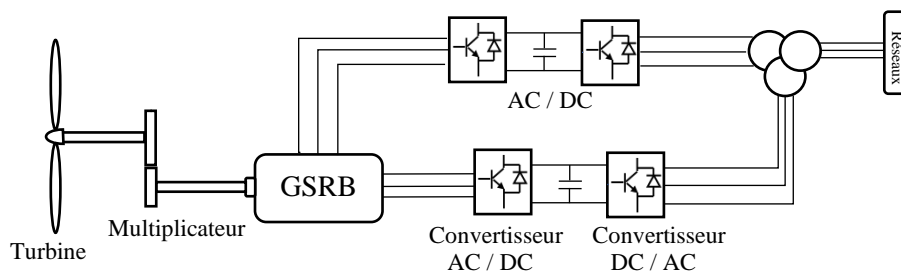 Réseaux
AC / DC
GSRB
Multiplicateur
Turbine
Convertisseur
AC / DC
Convertisseur
DC / AC